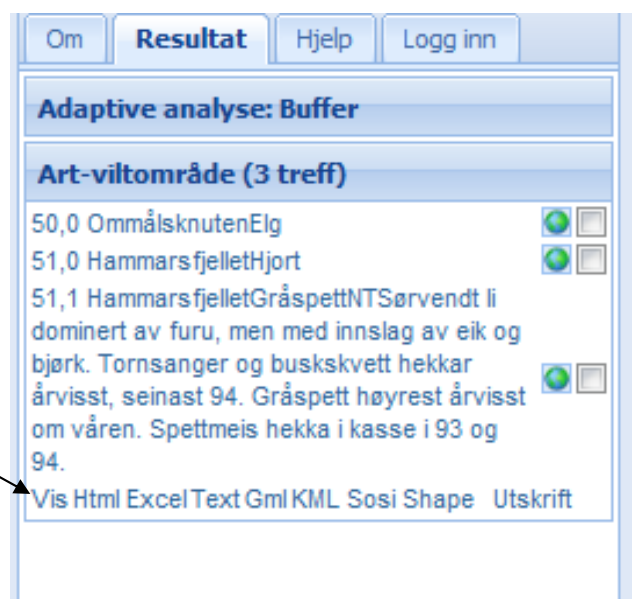 Om Resultat Hjelp Logg inn
Adaptive analyse: Buffer
Art-viltområde (3 treff)
50,0 OmmålsknutenElg
51,0 HammarsfjelletHjort
51,1 HammarsfjelletGråspettNTSørvendt li
dominert av furu, men med innslag av eik og
bjørk. Tornsanger og buskskvett hekkar
årvisst, seinast 94. Gråspett høyrest årvisst
om våren. Spettmeis hekka i kasse i 93 og
94.
Vis Html Excel Text Gml KML Sosi Shape Utskrift